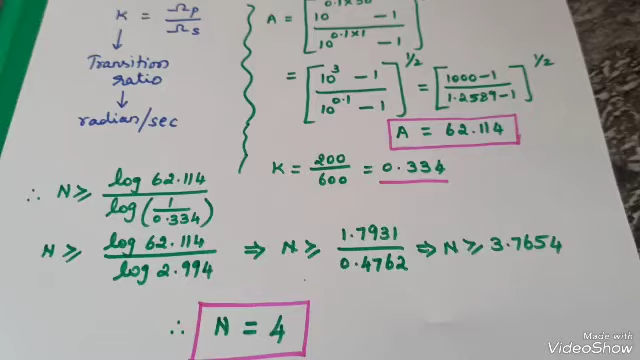 K = Ωp / Ωs
Transition
ratio
radian/sec
A = [ (10^0.1×30 − 1) / (10^0.1×1 − 1) ]
= [ (10^3 − 1) / (10^0.1 − 1) ]^1/2 = [ (1000−1) / (1.2589−1) ]^1/2
A = 62.114
K = 200/600 = 0.334
∴ N ≥ log 62.114 / log(1/0.334)
N ≥ log 62.114 / log 2.994 ⇒ N ≥ 1.7931 / 0.4762 ⇒ N ≥ 3.7654
∴ N = 4
Made with
VideoShow